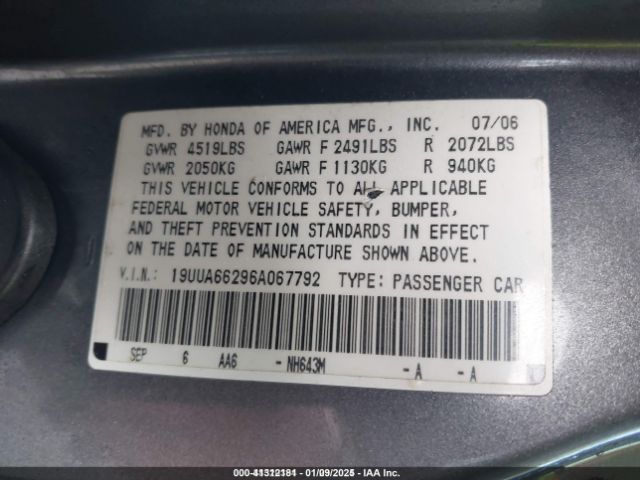 MFD. BY HONDA OF AMERICA MFG., INC. 07/06
GVWR 4519LBS GAWR F 2491LBS R 2072LBS
GVWR 2050KG GAWR F 1130KG R 940KG
THIS VEHICLE CONFORMS TO ALL APPLICABLE
FEDERAL MOTOR VEHICLE SAFETY, BUMPER,
AND THEFT PREVENTION STANDARDS IN EFFECT
ON THE DATE OF MANUFACTURE SHOWN ABOVE.
V.I.N.: 19UUA66296A067792 TYPE: PASSENGER CAR
SEP 6 AA6 - NH643M - A - A
01/09/2025 - IAA Inc.